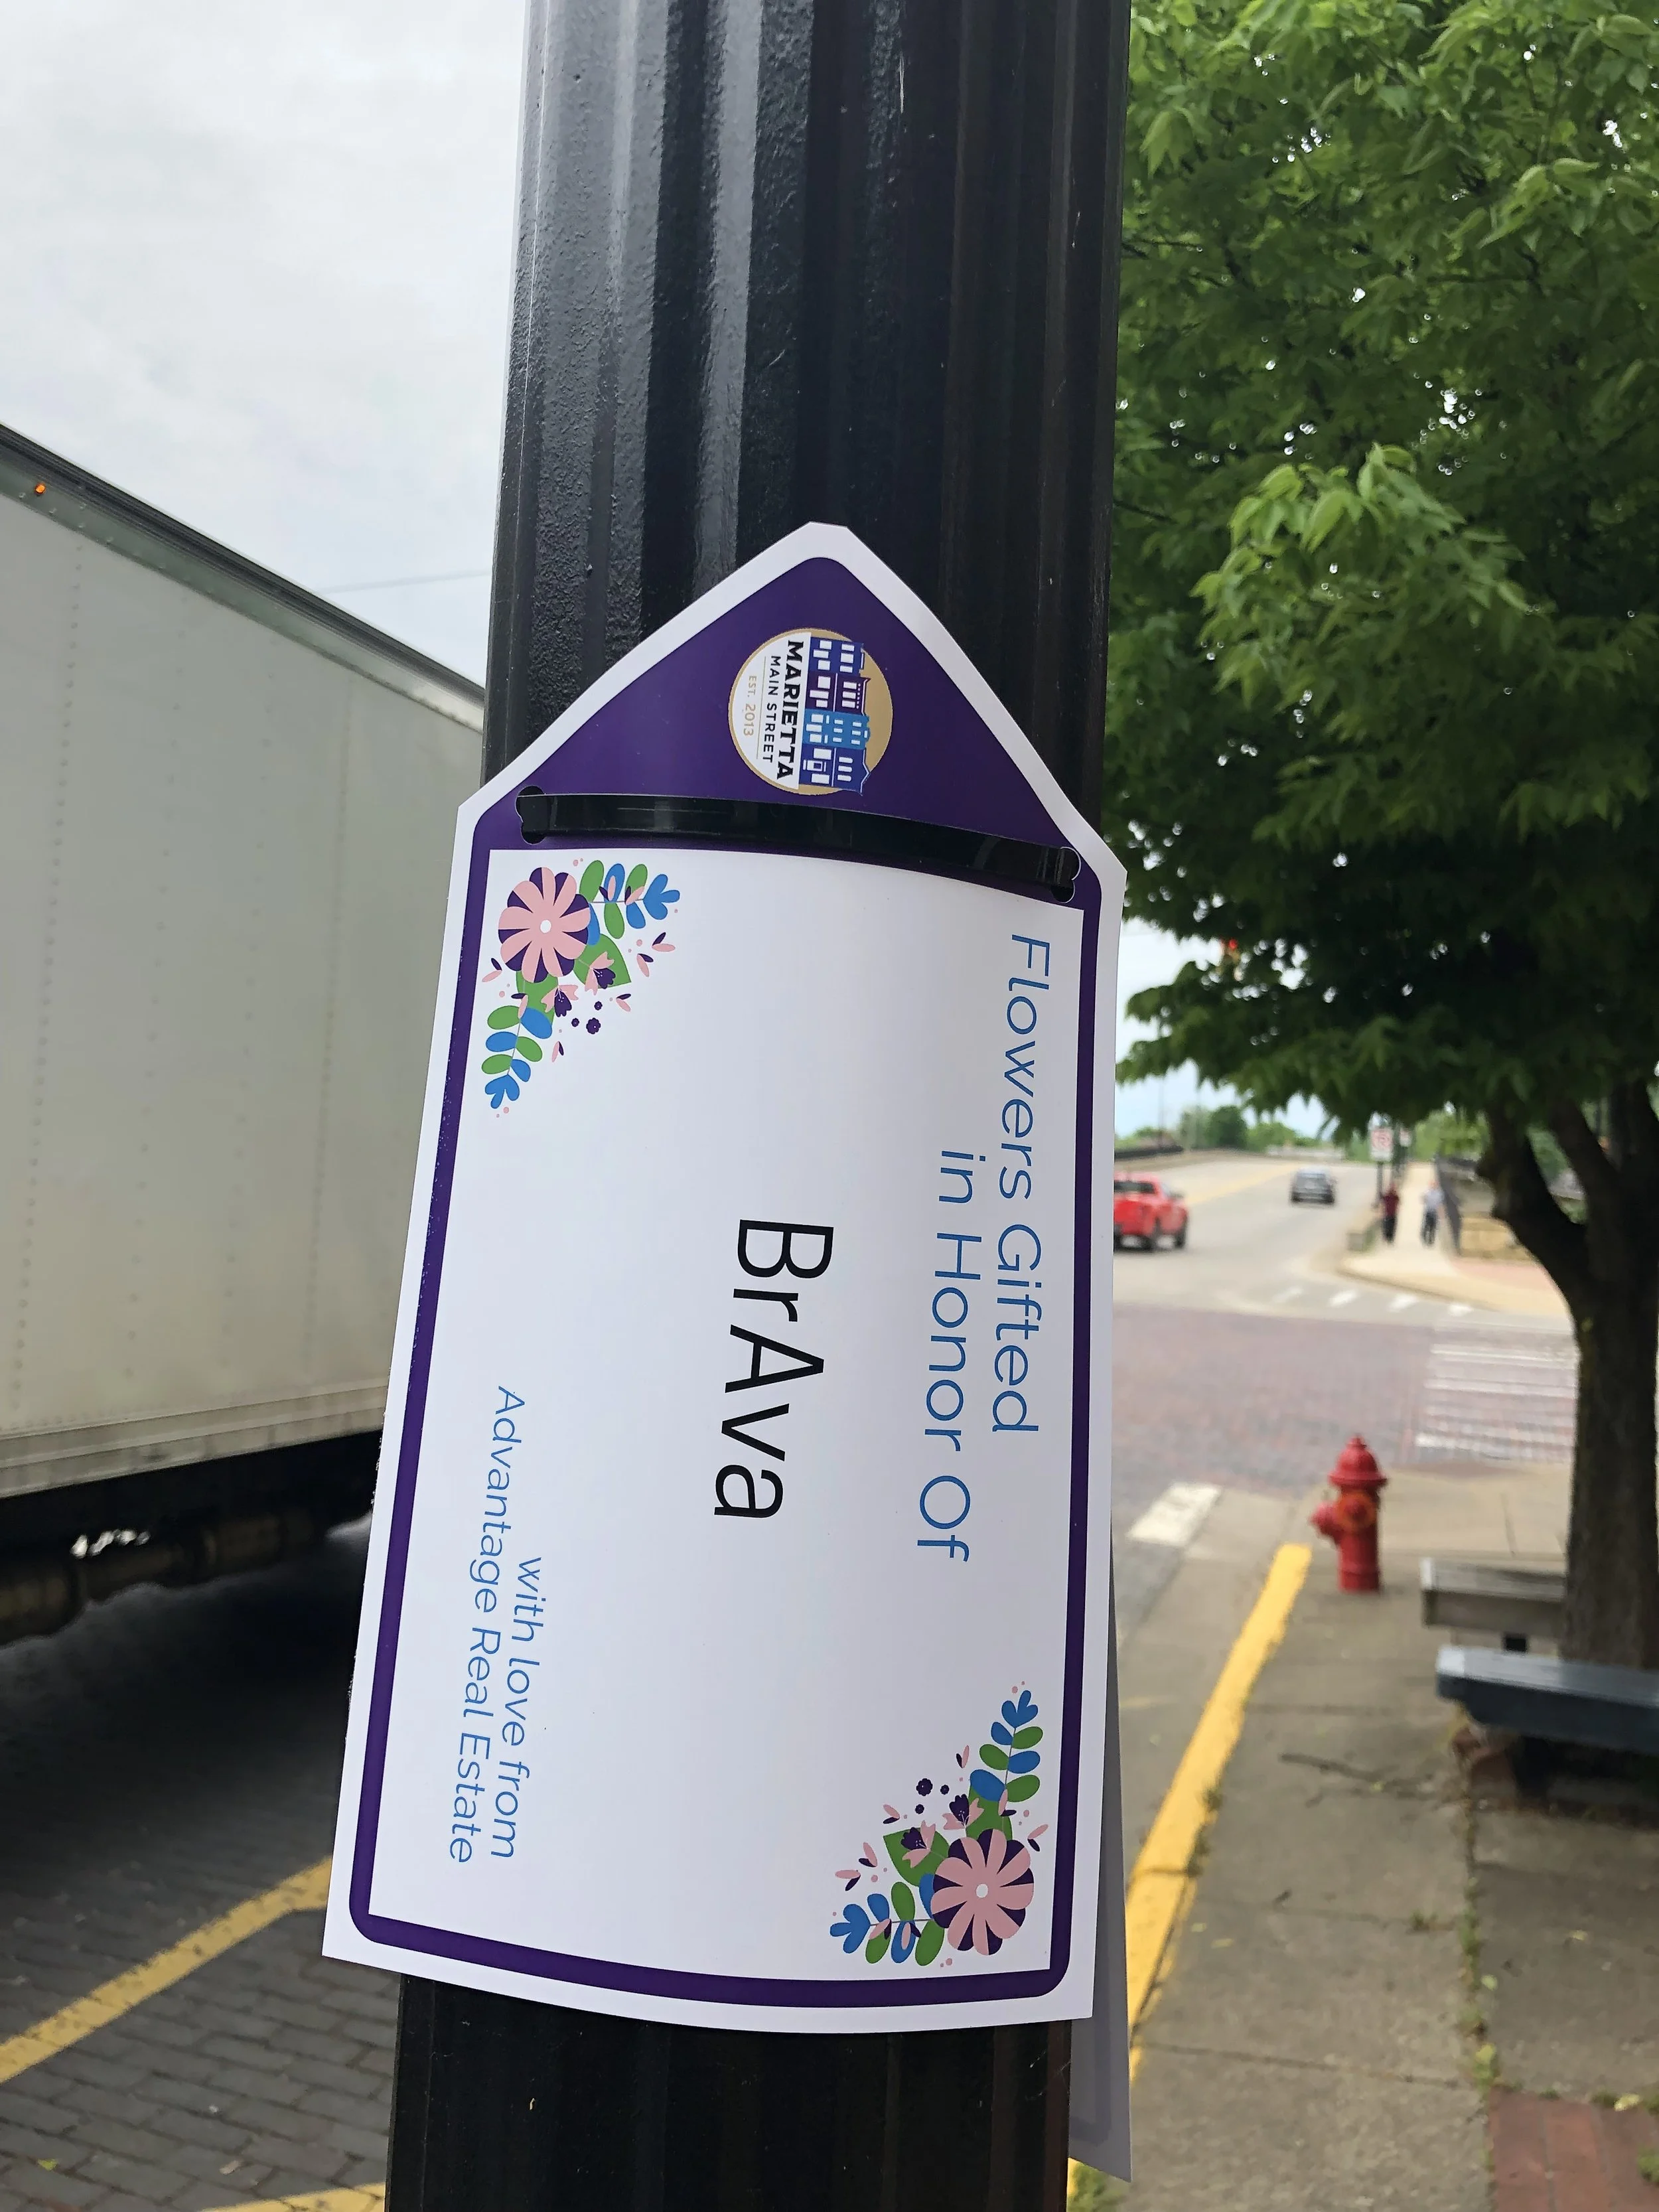 MARIETTA
MAIN STREET
EST. 2013
Flowers Gifted
in Honor Of
BrAva
with love from
Advantage Real Estate